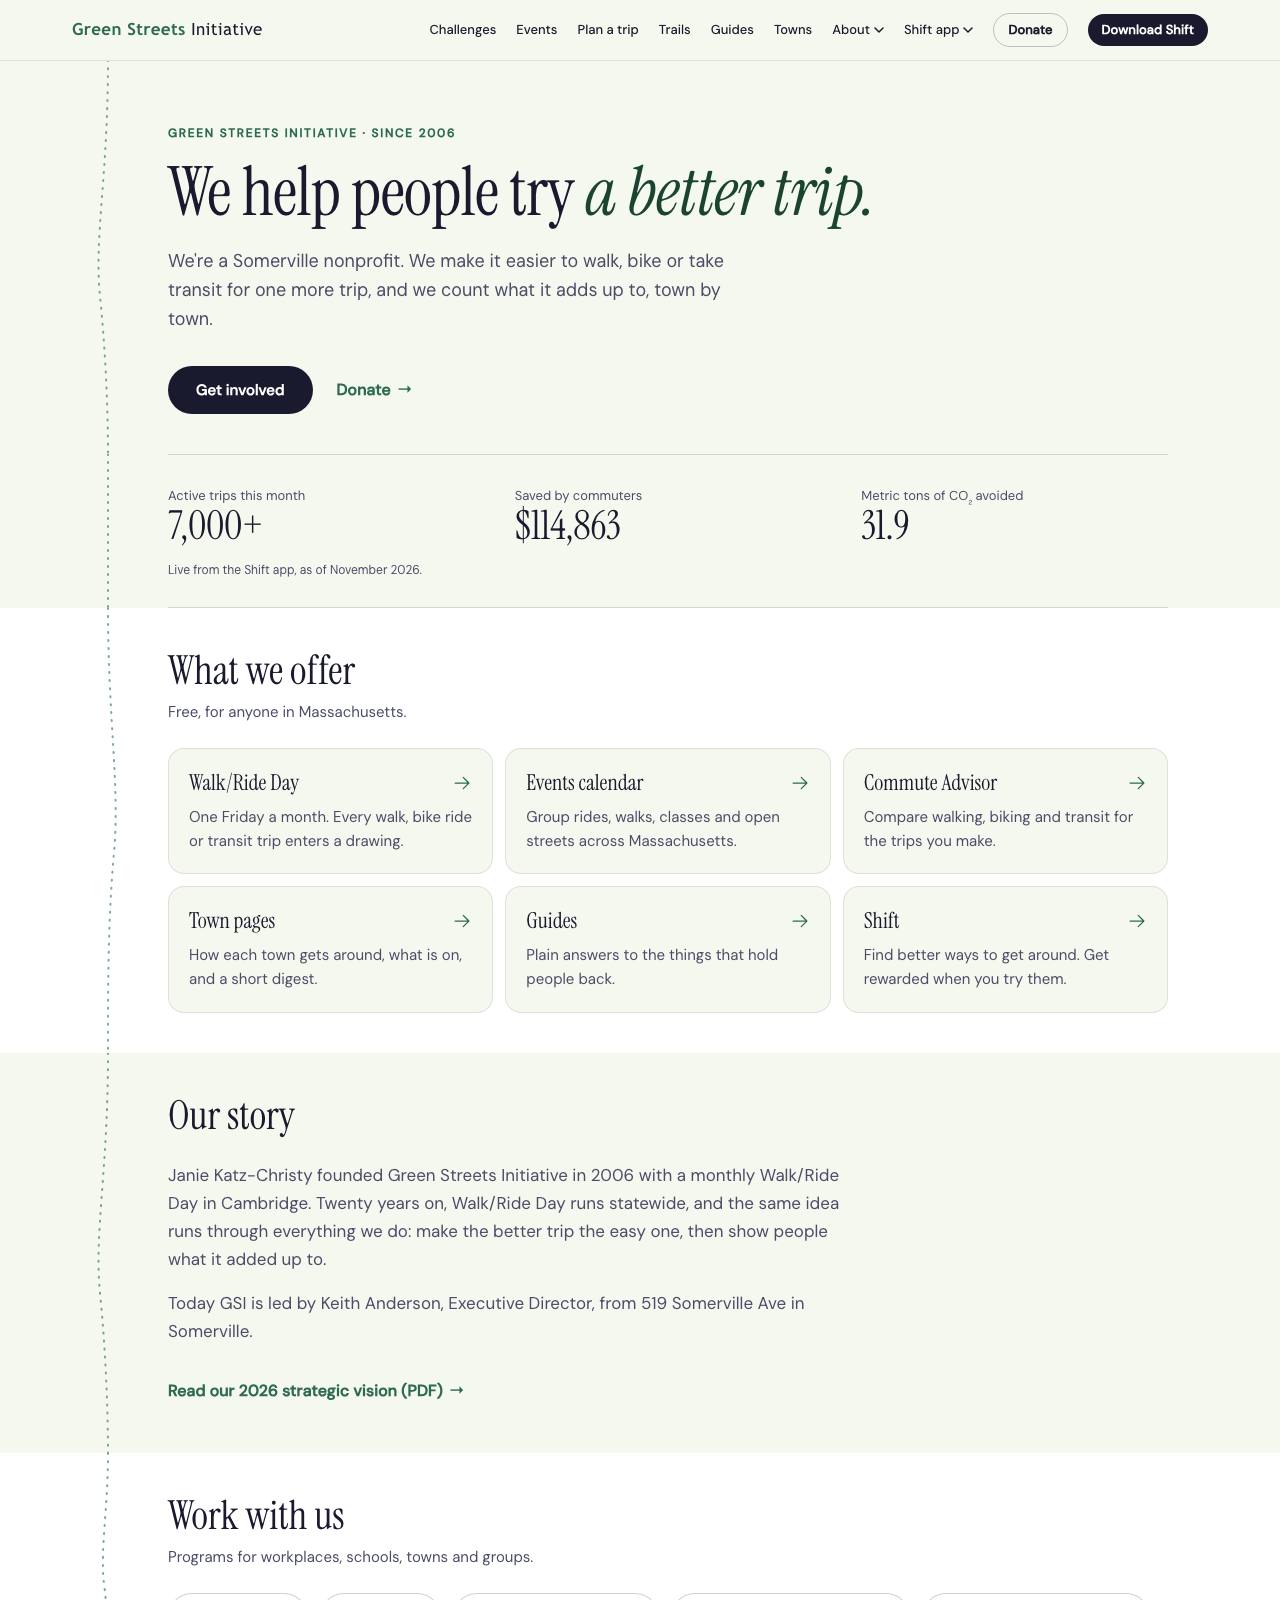 Green Streets Initiative
Challenges Events Plan a trip Trails Guides Towns About Shift app Donate Download Shift
GREEN STREETS INITIATIVE · SINCE 2006
We help people try a better trip.
We're a Somerville nonprofit. We make it easier to walk, bike or take
transit for one more trip, and we count what it adds up to, town by
town.
Get involved Donate →
Active trips this month
7,000+
Saved by commuters
$114,863
Metric tons of CO₂ avoided
31.9
Live from the Shift app, as of November 2026.
What we offer
Free, for anyone in Massachusetts.
Walk/Ride Day →
One Friday a month. Every walk, bike ride
or transit trip enters a drawing.
Events calendar →
Group rides, walks, classes and open
streets across Massachusetts.
Commute Advisor →
Compare walking, biking and transit for
the trips you make.
Town pages →
How each town gets around, what is on,
and a short digest.
Guides →
Plain answers to the things that hold
people back.
Shift →
Find better ways to get around. Get
rewarded when you try them.
Our story
Janie Katz-Christy founded Green Streets Initiative in 2006 with a monthly Walk/Ride
Day in Cambridge. Twenty years on, Walk/Ride Day runs statewide, and the same idea
runs through everything we do: make the better trip the easy one, then show people
what it added up to.
Today GSI is led by Keith Anderson, Executive Director, from 519 Somerville Ave in
Somerville.
Read our 2026 strategic vision (PDF) →
Work with us
Programs for workplaces, schools, towns and groups.